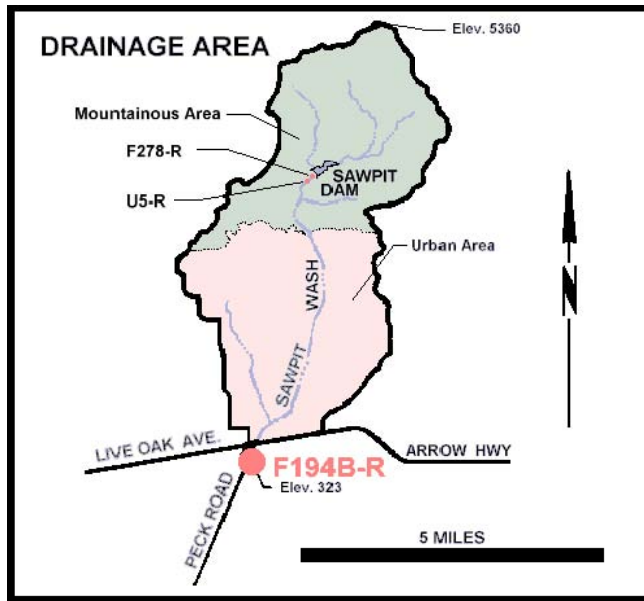 DRAINAGE AREA
Elev. 5360
Mountainous Area
F278-R
SAWPIT
DAM
U5-R
Urban Area
WASH
SAWPIT
N
LIVE OAK AVE.
ARROW HWY
F194B-R
Elev. 323
PECK ROAD
5 MILES